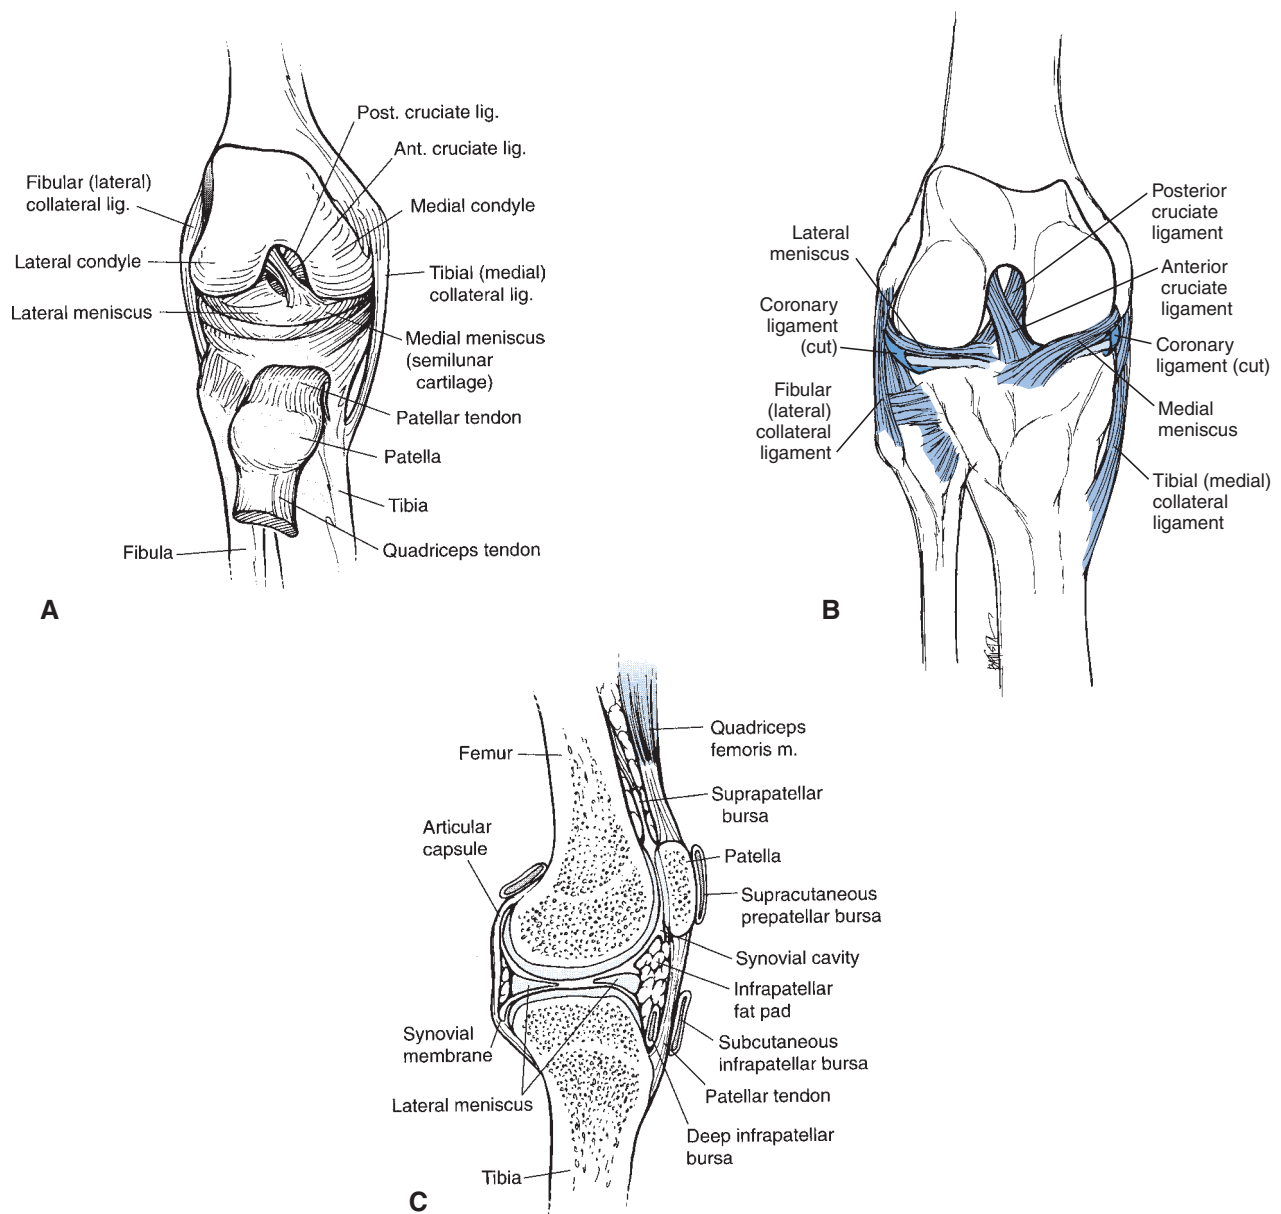 Post. cruciate lig.
Ant. cruciate lig.
Fibular (lateral)
collateral lig.
Medial condyle
Lateral condyle
Tibial (medial)
collateral lig.
Lateral meniscus
Medial meniscus
(semilunar
cartilage)
Patellar tendon
Patella
Tibia
Fibula
Quadriceps tendon
A
Posterior
cruciate
ligament
Lateral
meniscus
Anterior
cruciate
ligament
Coronary
ligament
(cut)
Coronary
ligament (cut)
Fibular
(lateral)
collateral
ligament
Medial
meniscus
Tibial (medial)
collateral
ligament
B
Quadriceps
femoris m.
Femur
Suprapatellar
bursa
Articular
capsule
Patella
Supracutaneous
prepatellar bursa
Synovial cavity
Infrapatellar
fat pad
Synovial
membrane
Subcutaneous
infrapatellar bursa
Lateral meniscus
Patellar tendon
Deep infrapatellar
bursa
Tibia
C